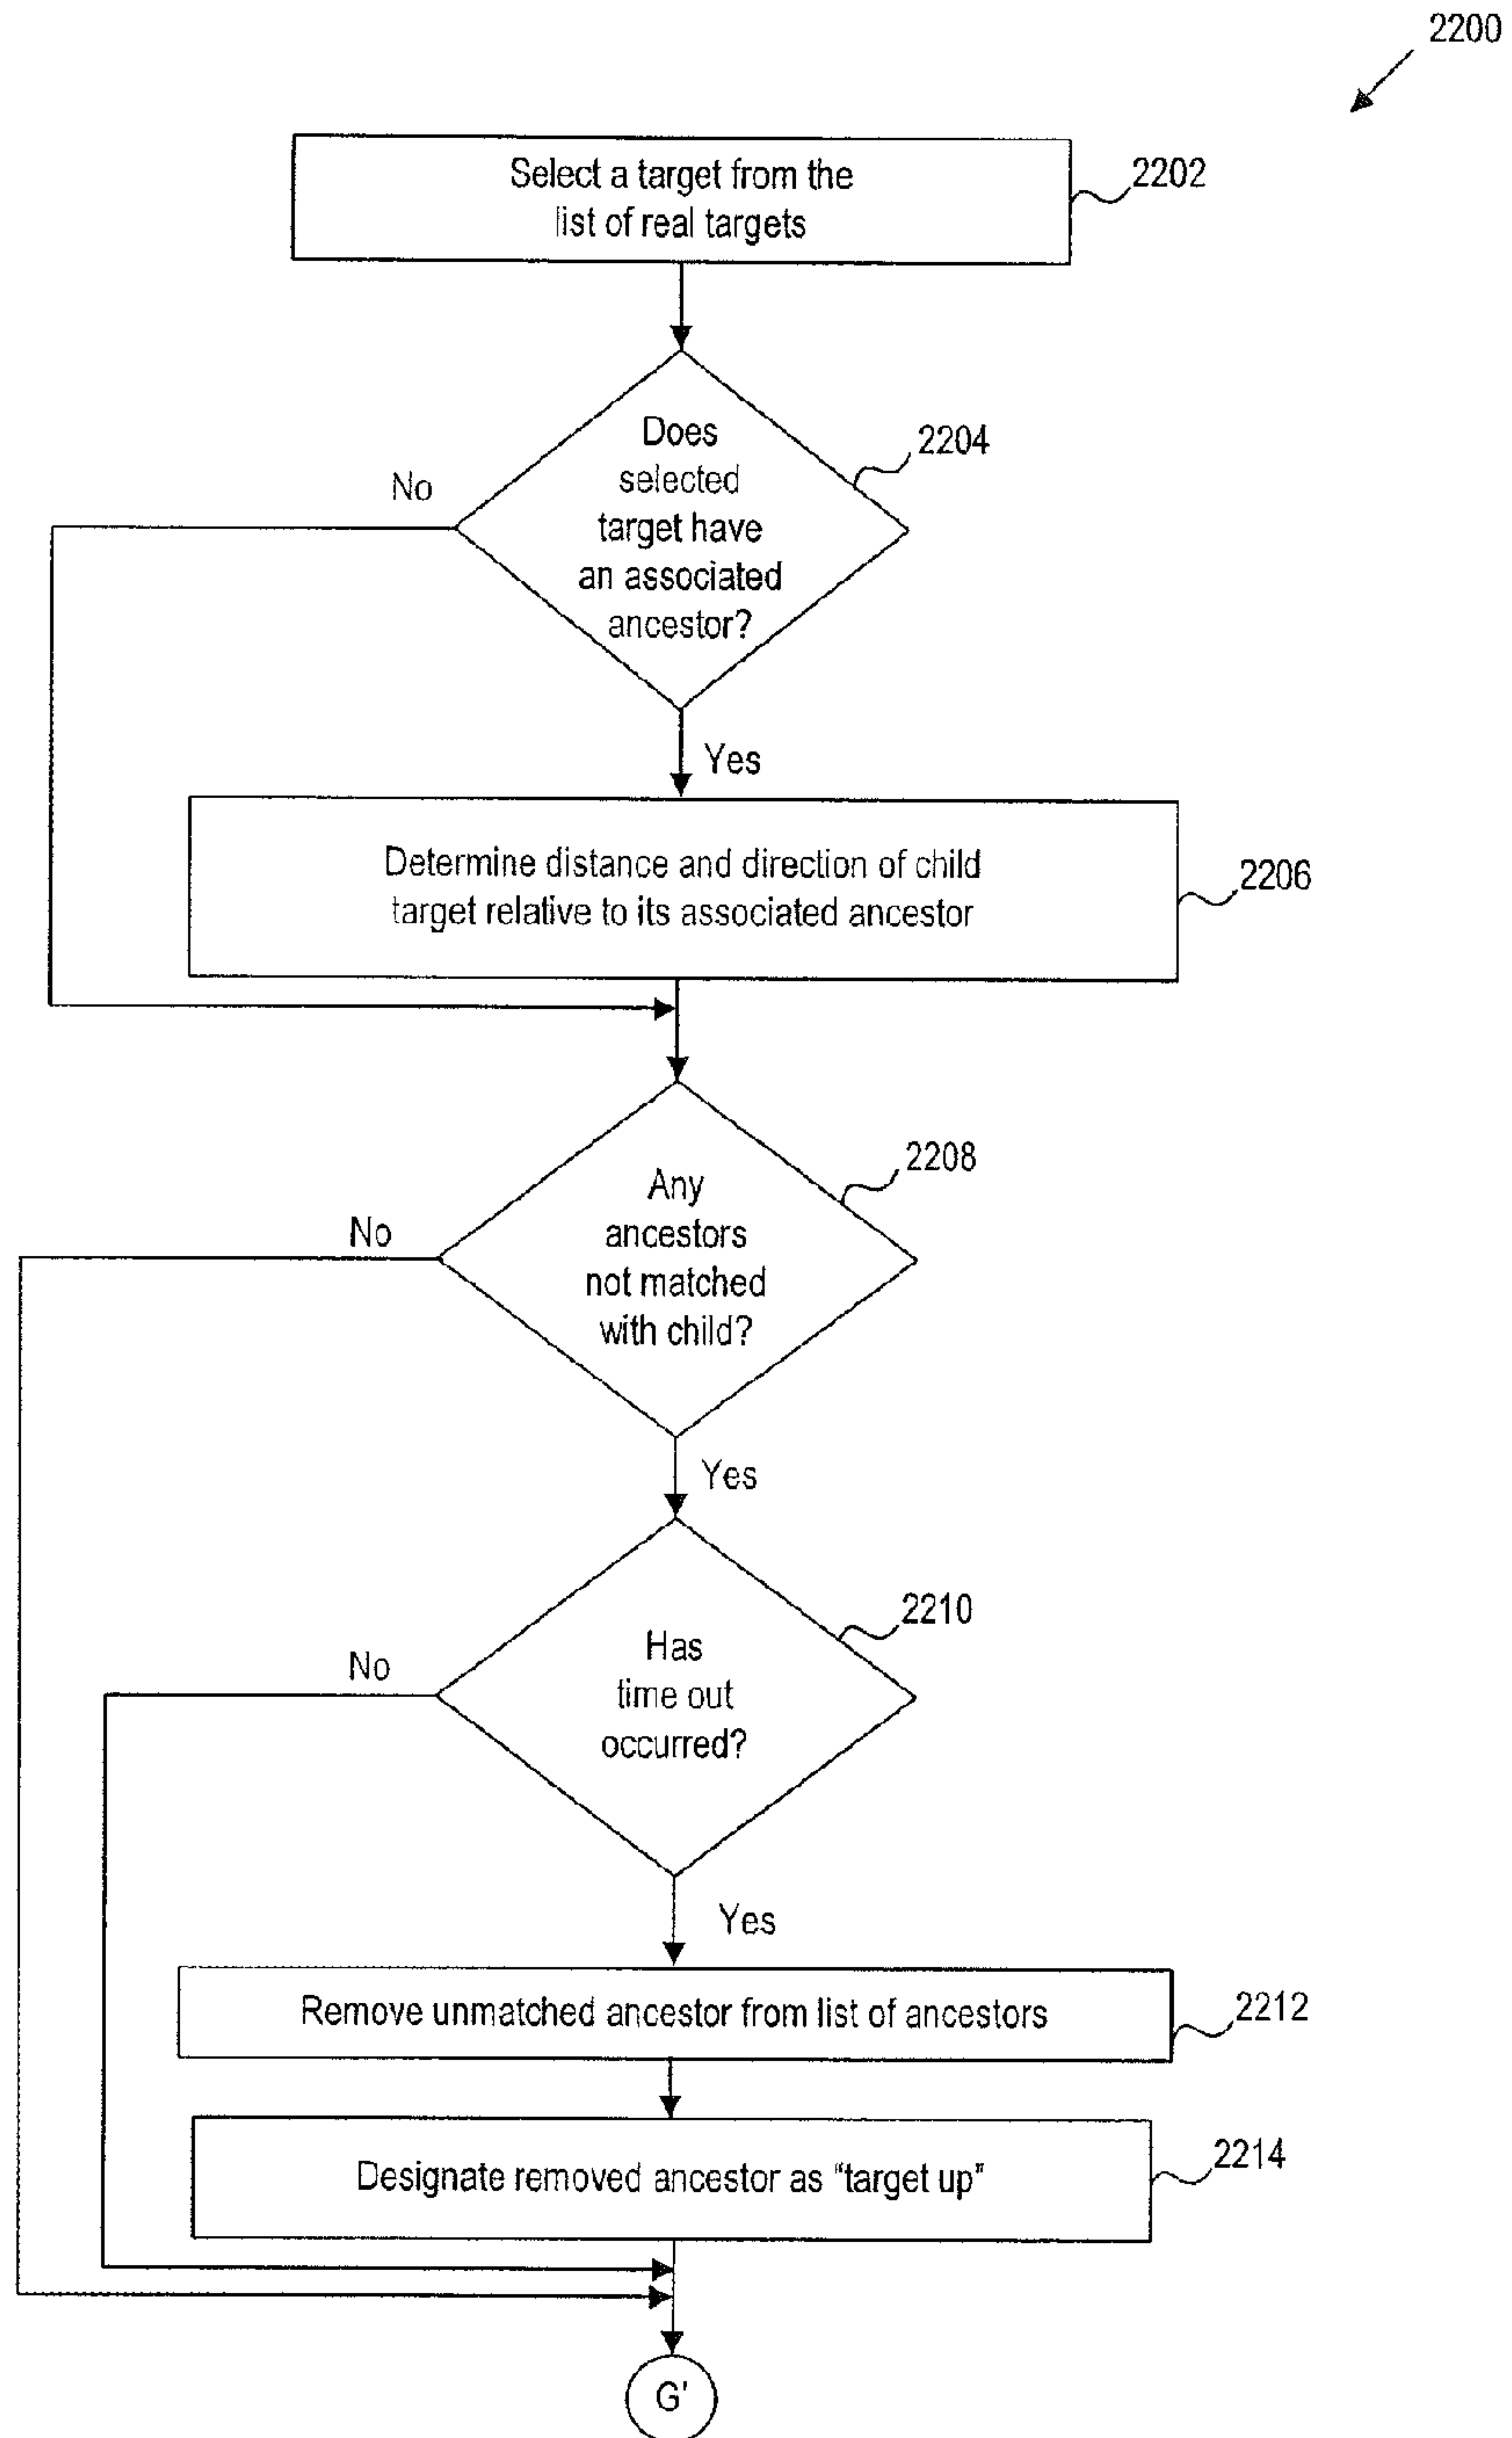 2200
Select a target from the
list of real targets
2202
Does
selected
target have
an associated
ancestor?
2204
No
Yes
Determine distance and direction of child
target relative to its associated ancestor
2206
Any
ancestors
not matched
with child?
2208
No
Yes
Has
time out
occurred?
2210
No
Yes
Remove unmatched ancestor from list of ancestors
2212
Designate removed ancestor as "target up"
2214
G'